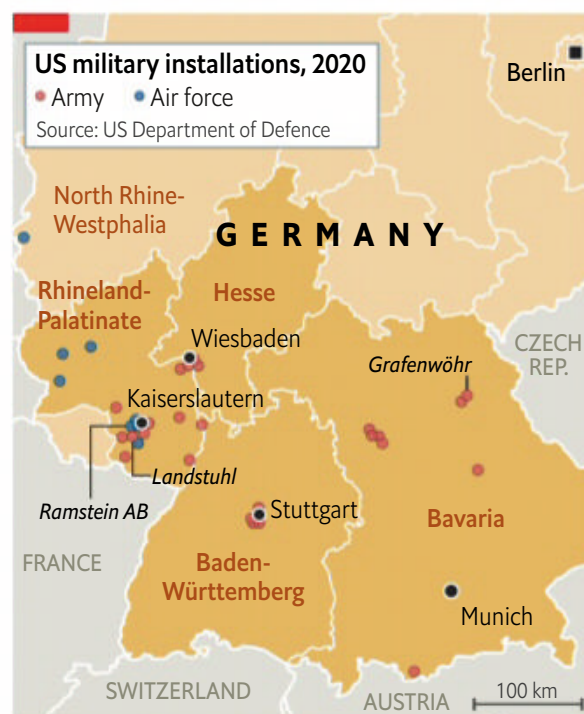 US military installations, 2020
Army Air force
Source: US Department of Defence
Berlin
North Rhine-
Westphalia
GERMANY
Rhineland-
Palatinate
Hesse
Wiesbaden
CZECH
REP.
Grafenwöhr
Kaiserslautern
Landstuhl
Ramstein AB
Stuttgart
Bavaria
FRANCE
Baden-
Württemberg
Munich
SWITZERLAND
AUSTRIA
100 km